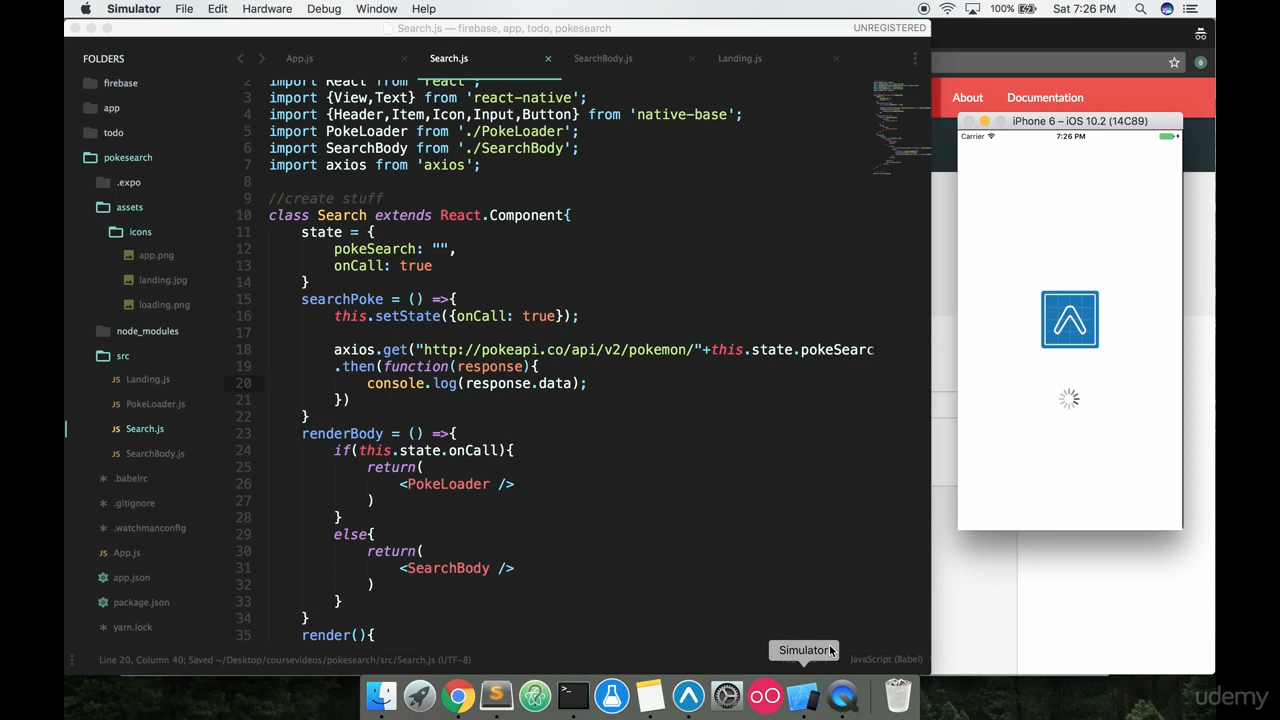 Simulator File Edit Hardware Debug Window Help 100% Sat 7:26 PM
Search.js — firebase, app, todo, pokesearch UNREGISTERED
FOLDERS
firebase
app
todo
pokesearch
.expo
assets
icons
app.png
landing.jpg
loading.png
node_modules
src
JS Landing.js
JS PokeLoader.js
JS Search.js
JS SearchBody.js
.babelrc
.gitignore
.watchmanconfig
JS App.js
app.json
package.json
yarn.lock
App.js Search.js SearchBody.js Landing.js
2 import React from 'react';
3 import {View,Text} from 'react-native';
4 import {Header,Item,Icon,Input,Button} from 'native-base';
5 import PokeLoader from './PokeLoader';
6 import SearchBody from './SearchBody';
7 import axios from 'axios';
8
9 //create stuff
10 class Search extends React.Component{
11 state = {
12 pokeSearch: "",
13 onCall: true
14 }
15 searchPoke = () =>{
16 this.setState({onCall: true});
17
18 axios.get("http://pokeapi.co/api/v2/pokemon/"+this.state.pokeSearc
19 .then(function(response){
20 console.log(response.data);
21 })
22 }
23 renderBody = () =>{
24 if(this.state.onCall){
25 return(
26 <PokeLoader />
27 )
28 }
29 else{
30 return(
31 <SearchBody />
32 )
33 }
34 }
35 render(){
Line 20, Column 40; Saved ~/Desktop/coursevideos/pokesearch/src/Search.js (UTF-8) JavaScript (Babel)
About Documentation
iPhone 6 – iOS 10.2 (14C89)
Carrier 7:26 PM
Simulator
udemy